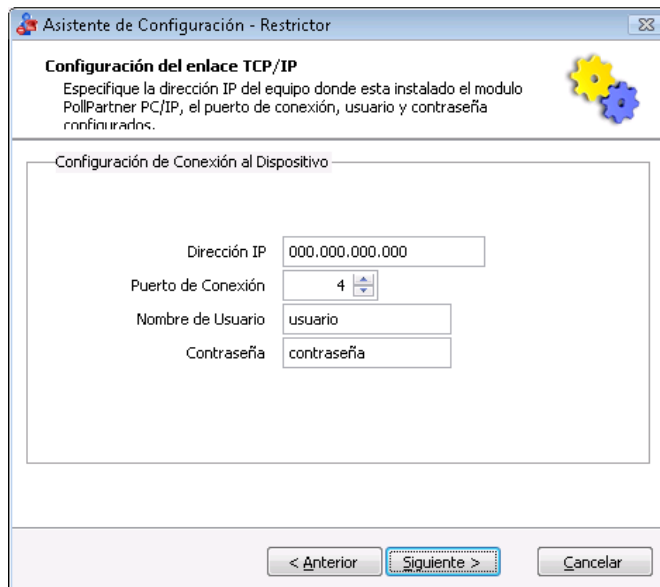 Asistente de Configuración - Restrictor
Configuración del enlace TCP/IP
Especifique la dirección IP del equipo donde esta instalado el modulo
PollPartner PC/IP, el puerto de conexión, usuario y contraseña
configurados.
Configuración de Conexión al Dispositivo
Dirección IP 000.000.000.000
Puerto de Conexión 4
Nombre de Usuario usuario
Contraseña contraseña
< Anterior Siguiente > Cancelar